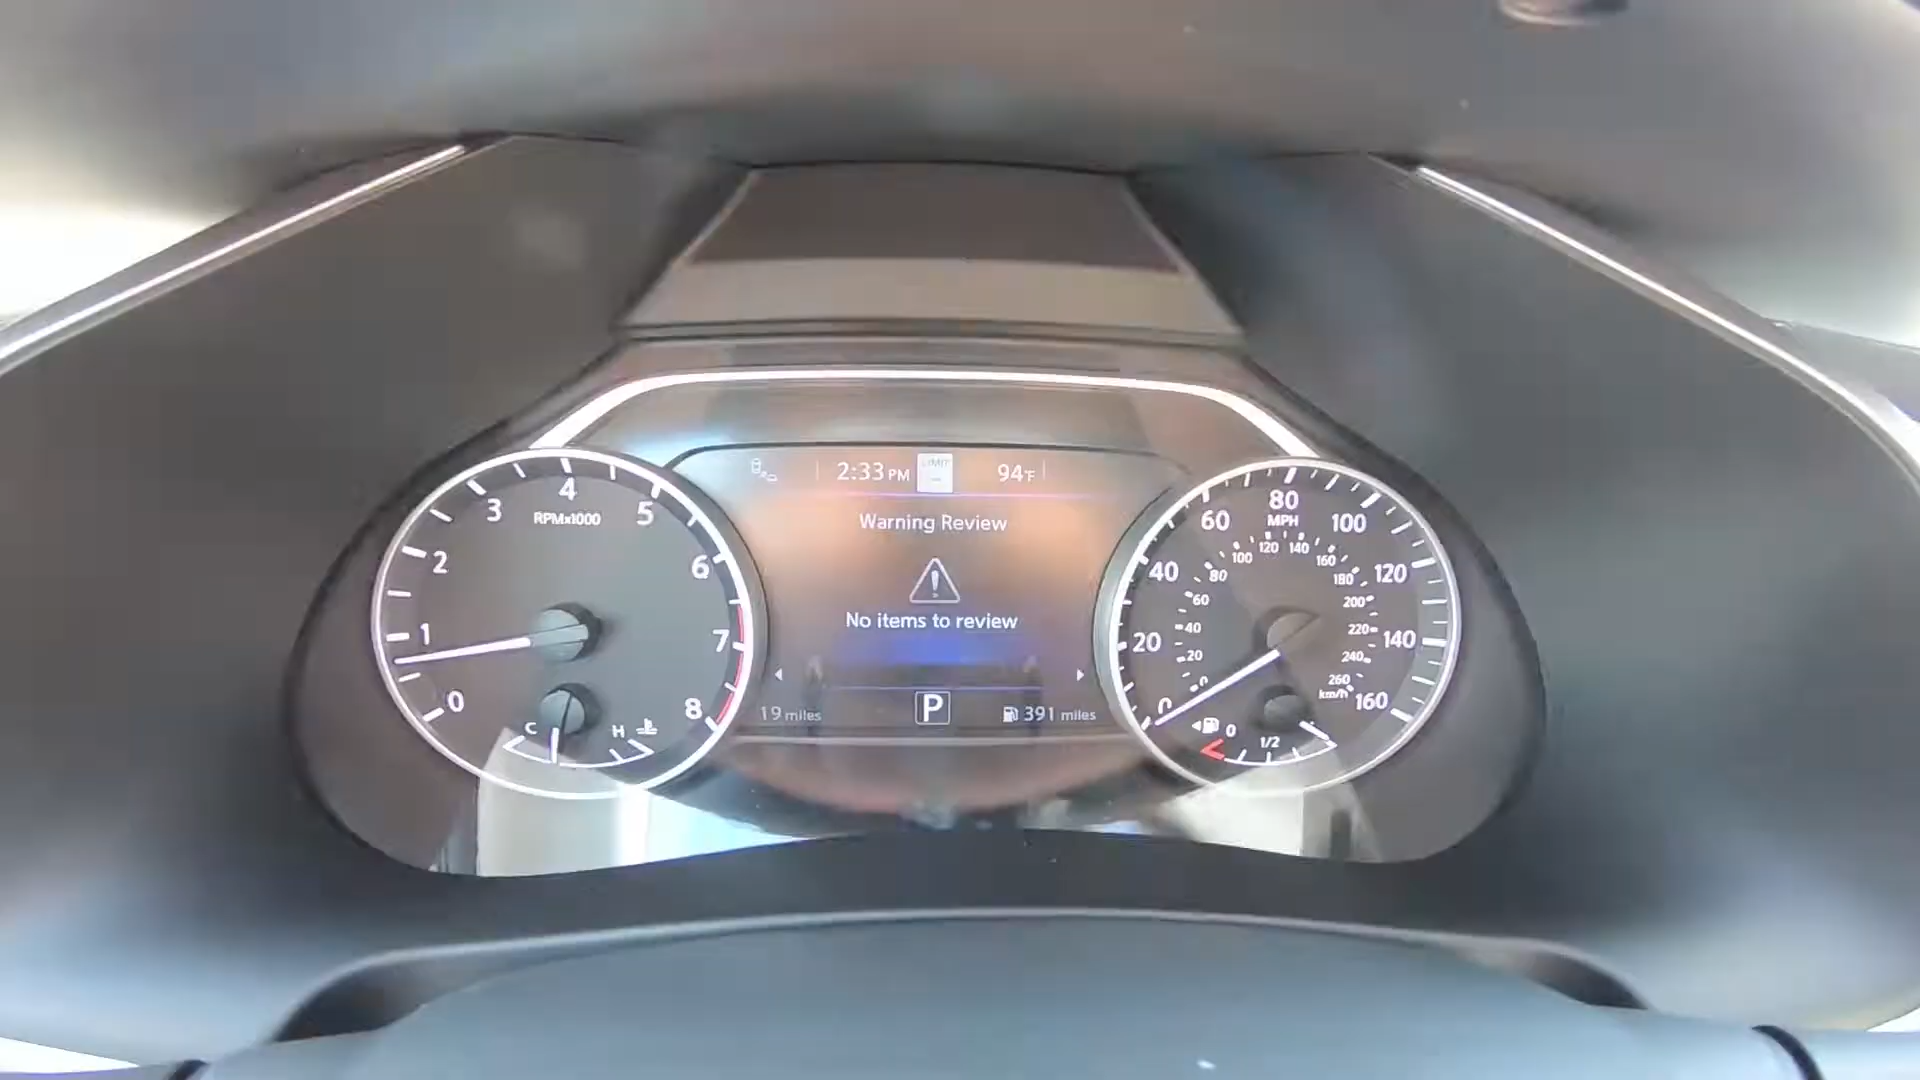 2:33 PM
LIMIT
--
94°F
Warning Review
No items to review
19 miles
P
391 miles
0
1
2
3
4
5
6
7
8
RPMx1000
C
H
0
20
40
60
80
100
120
140
160
MPH
0
20
40
60
80
100
120
140
160
180
200
220
240
260
km/h
0
1/2